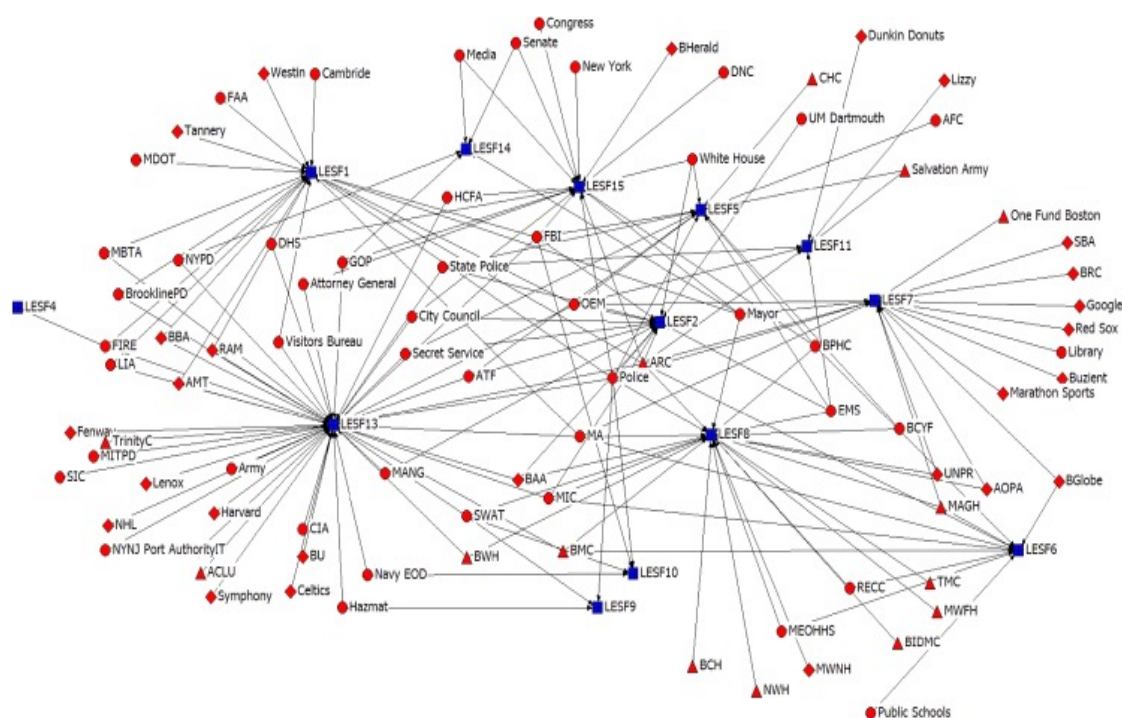 Congress
Senate
Dunkin Donuts
Media
BHerald
New York
DNC
Westin
Cambride
CHC
Lizzy
FAA
UM Dartmouth
AFC
Tannery
LESF14
MDOT
White House
LESF1
Salvation Army
LESF15
HCFA
LESF5
One Fund Boston
FBI
DHS
LESF11
SBA
MBTA
NYPD
GOP
State Police
BRC
Attorney General
BrooklinePD
LESF4
OEM
LESF7
Google
City Council
LESF2
Mayor
Red Sox
BBA
Visitors Bureau
FIRE
RAM
Secret Service
BPHC
Library
LIA
ARC
ATF
Police
Buzient
AMT
Marathon Sports
EMS
LESF13
BCYF
Fenway
TrinityC
MA
LESF8
MITPD
SIC
Army
MANG
BAA
UNPR
Lenox
BGlobe
AOPA
MIC
MAGH
Harvard
SWAT
NHL
CIA
NYNJ Port AuthorityIT
BU
BWH
BMC
LESF6
ACLU
Navy EOD
LESF10
TMC
RECC
Celtics
Symphony
Hazmat
LESF9
MWFH
MEOHHS
BIDMC
BCH
MWNH
NWH
Public Schools